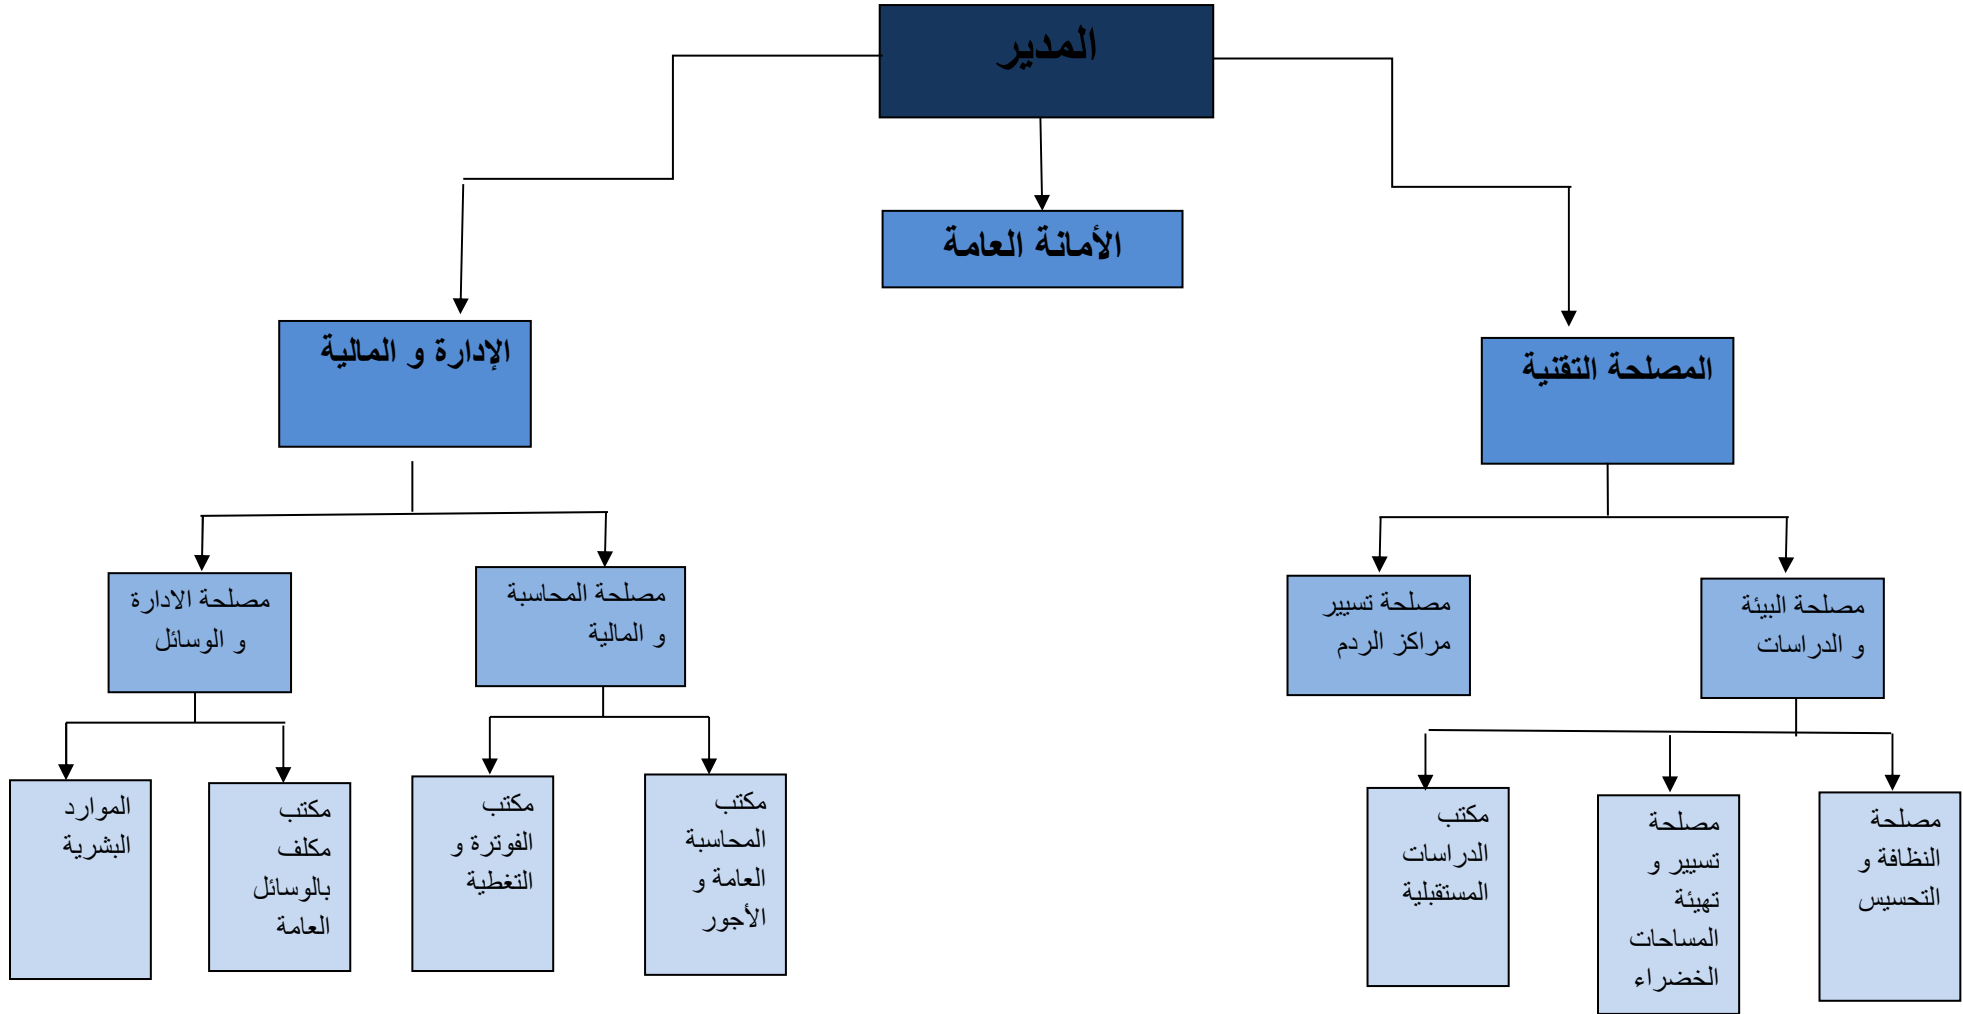 المدير
الأمانة العامة
المصلحة التقنية
الإدارة و المالية
مصلحة البيئة
و الدراسات
مصلحة تسيير
مراكز الردم
مصلحة المحاسبة
و المالية
مصلحة الادارة
و الوسائل
مصلحة
النظافة و
التحسيس
مصلحة
تسيير و
تهيئة
المساحات
الخضراء
مكتب
الدراسات
المستقبلية
مكتب
المحاسبة
العامة و
الأجور
مكتب
الفوترة و
التغطية
مكتب
مكلف
بالوسائل
العامة
الموارد
البشرية